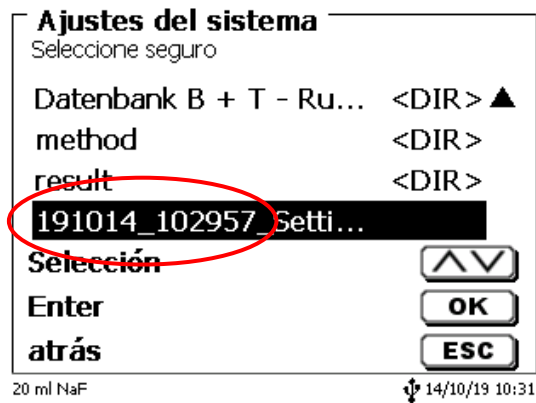 Ajustes del sistema
Seleccione seguro
Datenbank B + T - Ru... <DIR>
method <DIR>
result <DIR>
191014_102957_Setti...
Selección
Enter OK
atrás ESC
20 ml NaF 14/10/19 10:31